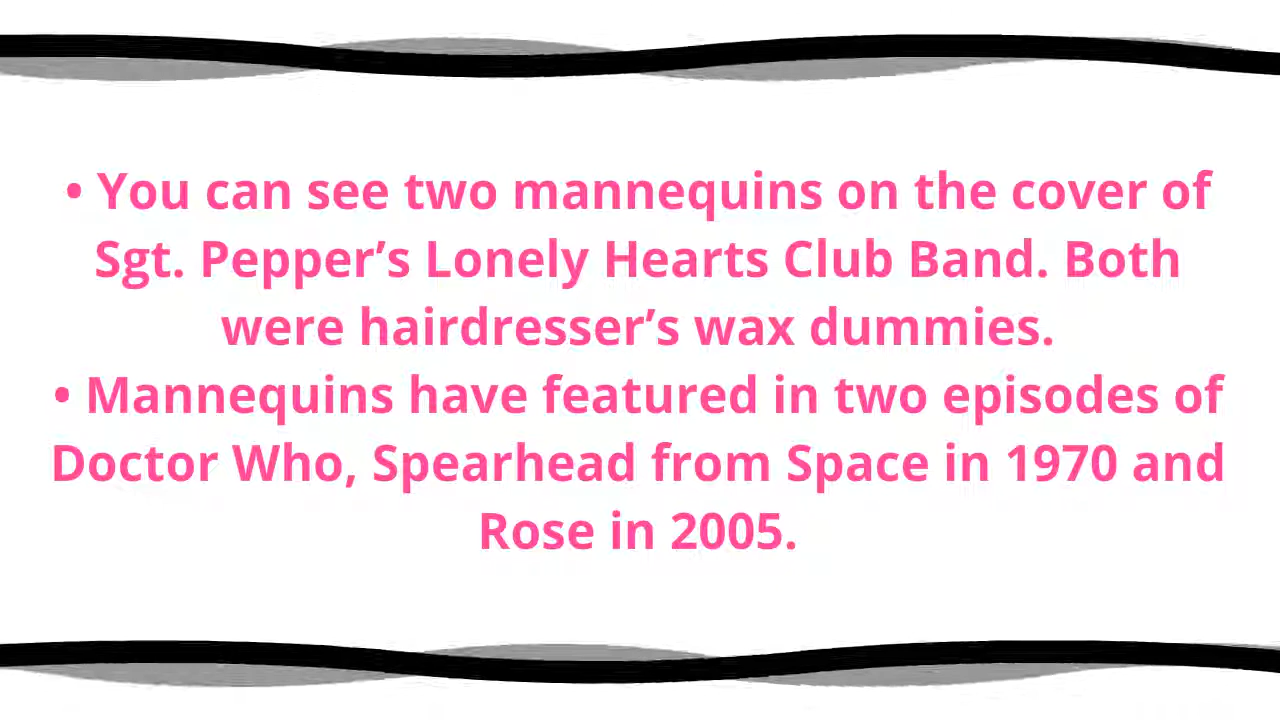 • You can see two mannequins on the cover of
Sgt. Pepper’s Lonely Hearts Club Band. Both
were hairdresser’s wax dummies.
• Mannequins have featured in two episodes of
Doctor Who, Spearhead from Space in 1970 and
Rose in 2005.